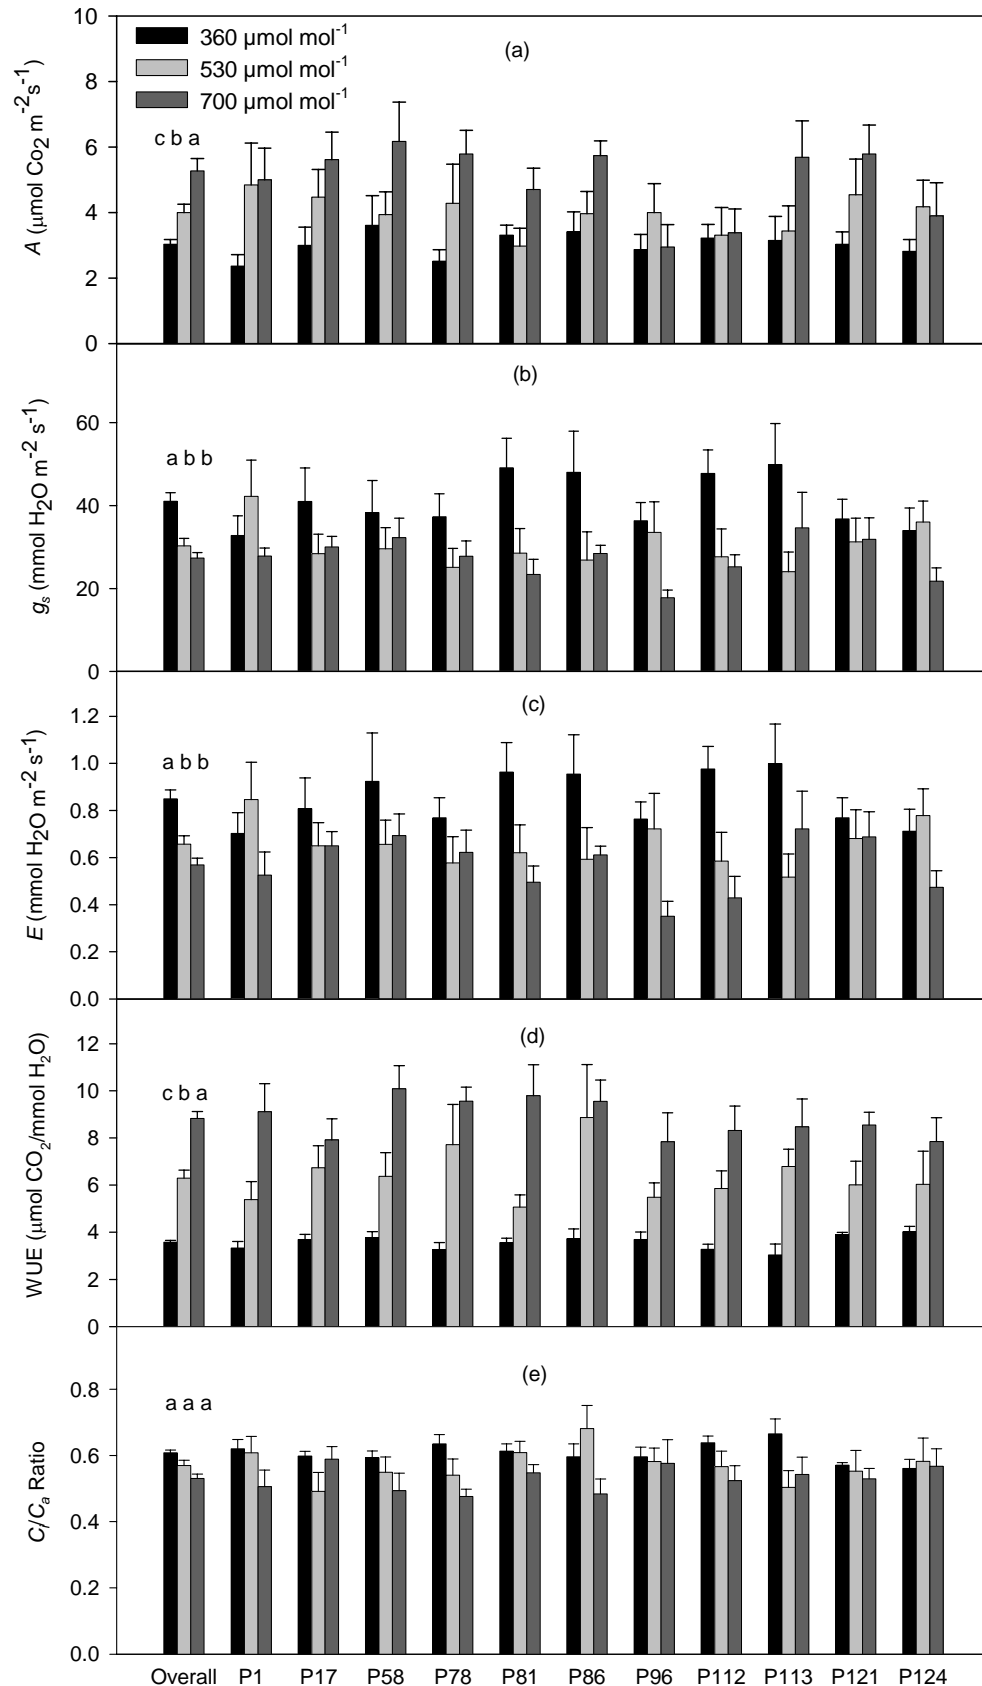 10
8
6
4
2
0
A (μmol Co₂ m⁻²s⁻¹)
360 μmol mol⁻¹
530 μmol mol⁻¹
700 μmol mol⁻¹
(a)
c b a
60
40
20
0
gₛ (mmol H₂O m⁻² s⁻¹)
(b)
a b b
1.2
1.0
0.8
0.6
0.4
0.2
0.0
E (mmol H₂O m⁻² s⁻¹)
(c)
a b b
12
10
8
6
4
2
0
WUE (μmol CO₂/mmol H₂O)
(d)
c b a
0.8
0.6
0.4
0.2
0.0
Cᵢ/Cₐ Ratio
(e)
a a a
Overall P1 P17 P58 P78 P81 P86 P96 P112 P113 P121 P124